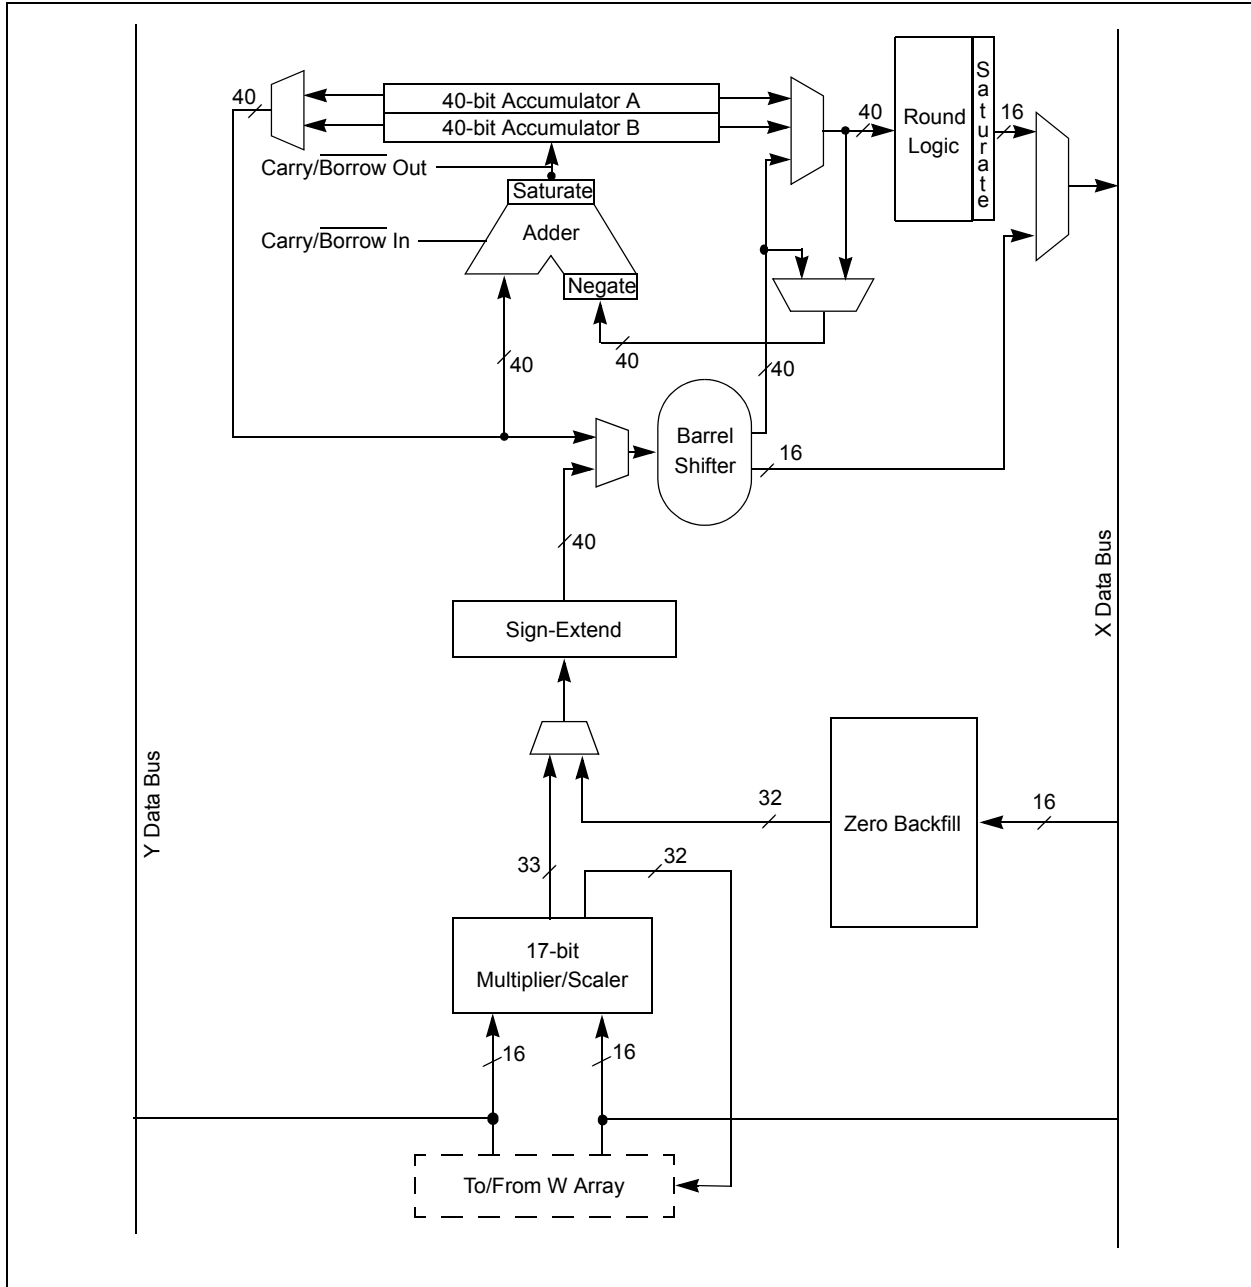 40
40-bit Accumulator A
40-bit Accumulator B
40
Round
Logic
Saturate
16
Carry/Borrow Out
Saturate
Carry/Borrow In
Adder
Negate
40
40
40
Barrel
Shifter
16
40
X Data Bus
Sign-Extend
Y Data Bus
32
Zero Backfill
16
33
32
17-bit
Multiplier/Scaler
16
16
To/From W Array